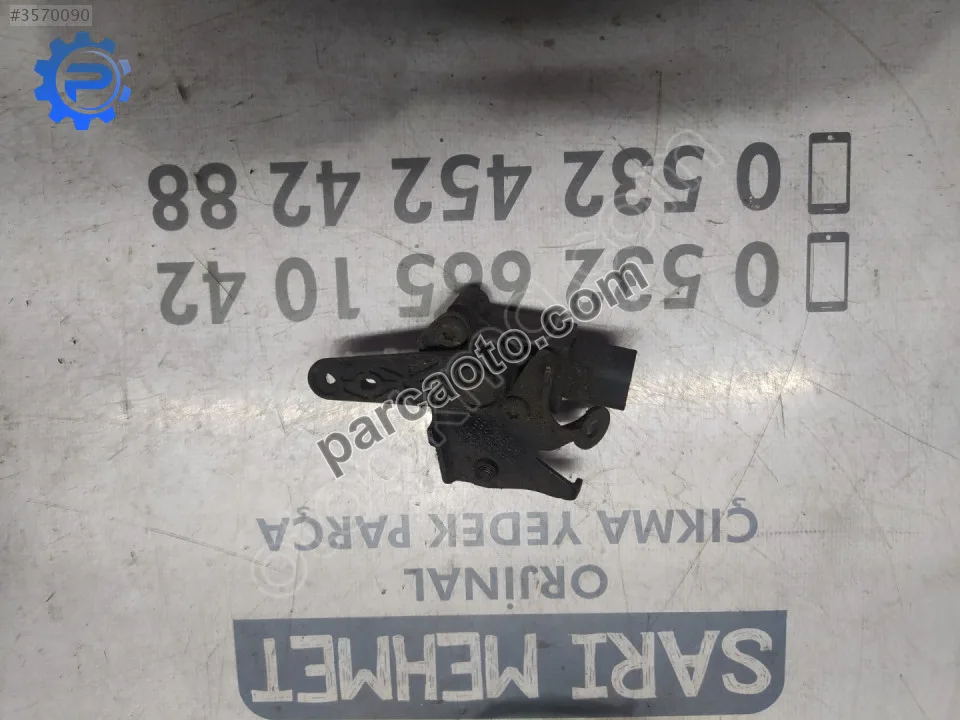 #3570090
P
SARI MEHMET
ORJİNAL
ÇIKMA YEDEK PARÇA
0 532 665 10 42
0 532 452 42 88
parcaoto.com